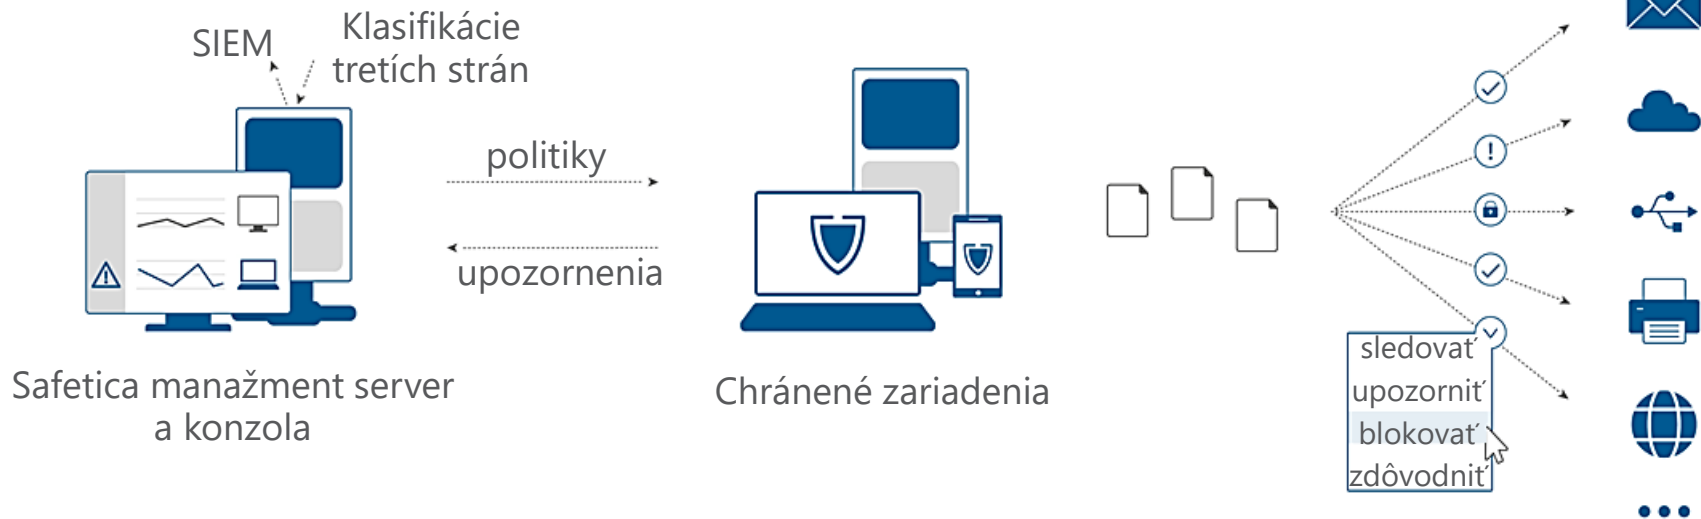 SIEM
Klasifikácie
tretích strán
politiky
upozornenia
Safetica manažment server
a konzola
Chránené zariadenia
sledovať
upozorniť
blokovať
zdôvodniť